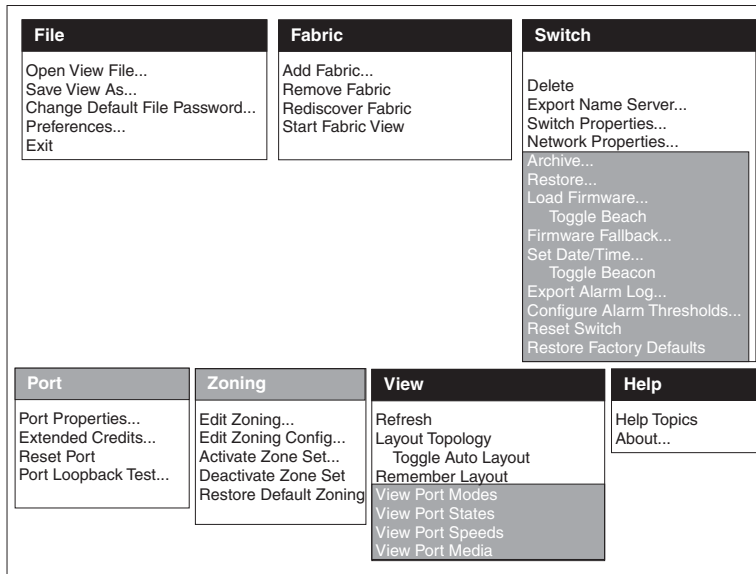 File
Open View File...
Save View As...
Change Default File Password...
Preferences...
Exit
Fabric
Add Fabric...
Remove Fabric
Rediscover Fabric
Start Fabric View
Switch
Delete
Export Name Server...
Switch Properties...
Network Properties...
Archive...
Restore...
Load Firmware...
Toggle Beach
Firmware Fallback...
Set Date/Time...
Toggle Beacon
Export Alarm Log...
Configure Alarm Thresholds...
Reset Switch
Restore Factory Defaults
Port
Port Properties...
Extended Credits...
Reset Port
Port Loopback Test...
Zoning
Edit Zoning...
Edit Zoning Config...
Activate Zone Set...
Deactivate Zone Set
Restore Default Zoning
View
Refresh
Layout Topology
Toggle Auto Layout
Remember Layout
View Port Modes
View Port States
View Port Speeds
View Port Media
Help
Help Topics
About...